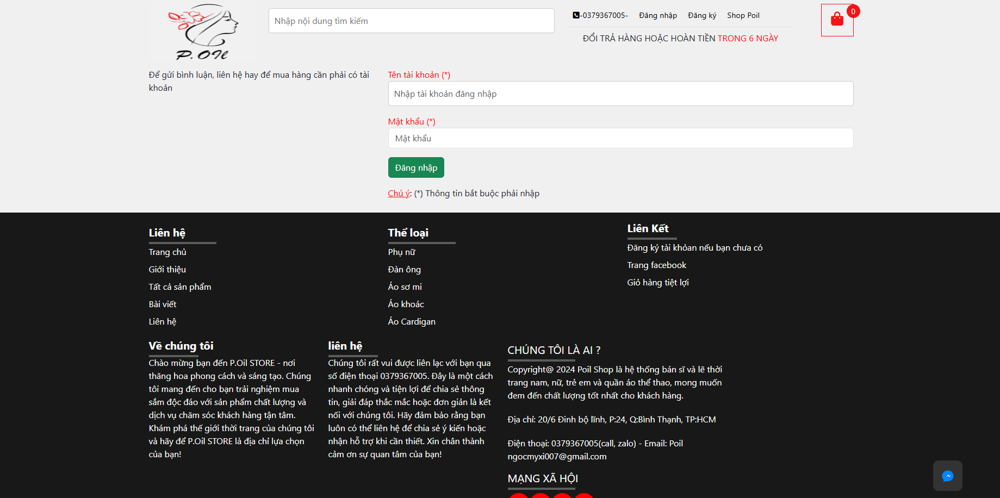 P. OIl
Nhập nội dung tìm kiếm
-0379367005-
Đăng nhập
Đăng ký
Shop Poil
0
ĐỔI TRẢ HÀNG HOẶC HOÀN TIỀN TRONG 6 NGÀY
Để gửi bình luận, liên hệ hay để mua hàng cần phải có tài
khoản
Tên tài khoản (*)
Nhập tài khoản đăng nhập
Mật khẩu (*)
Mật khẩu
Đăng nhập
Chú ý: (*) Thông tin bắt buộc phải nhập
Liên hệ
Trang chủ
Giới thiệu
Tất cả sản phẩm
Bài viết
Liên hệ
Thể loại
Phụ nữ
Đàn ông
Áo sơ mi
Áo khoác
Áo Cardigan
Liên Kết
Đăng ký tài khỏan nếu bạn chưa có
Trang facebook
Giỏ hàng tiệt lợi
Về chúng tôi
Chào mừng bạn đến P.Oil STORE - nơi
thăng hoa phong cách và sáng tạo. Chúng
tôi mang đến cho bạn trải nghiệm mua
sắm độc đáo với sản phẩm chất lượng và
dịch vụ chăm sóc khách hàng tận tâm.
Khám phá thế giới thời trang của chúng tôi
và hãy để P.Oil STORE là địa chỉ lựa chọn
của bạn!
liên hệ
Chúng tôi rất vui được liên lạc với bạn qua
số điện thoại 0379367005. Đây là một cách
nhanh chóng và tiện lợi để chia sẻ thông
tin, giải đáp thắc mắc hoặc đơn giản là kết
nối với chúng tôi. Hãy đảm bảo rằng bạn
luôn có thể liên hệ để chia sẻ ý kiến hoặc
nhận hỗ trợ khi cần thiết. Xin chân thành
cảm ơn sự quan tâm của bạn!
CHÚNG TÔI LÀ AI ?
Copyright@ 2024 Poil Shop là hệ thống bán sĩ và lẽ thời
trang nam, nữ, trẻ em và quần áo thể thao, mong muốn
đem đến chất lượng tốt nhất cho khách hàng.
Địa chỉ: 20/6 Đinh bộ lĩnh, P:24, Q:Bình Thạnh, TP:HCM
Điện thoại: 0379367005(call, zalo) - Email: Poil
ngocmyxi007@gmail.com
MẠNG XÃ HỘI